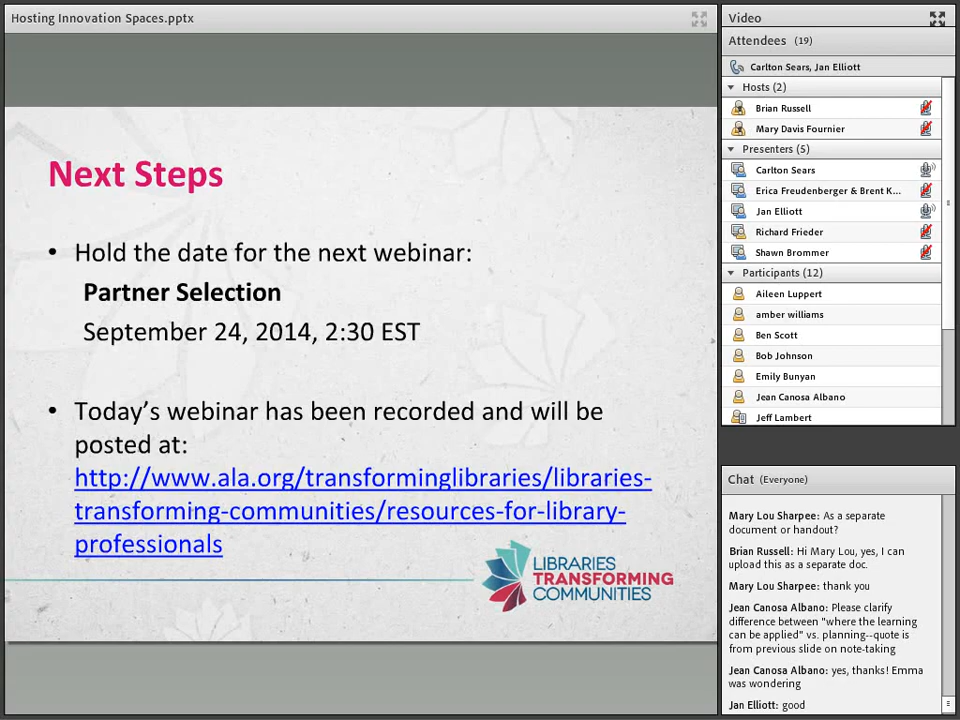 Hosting Innovation Spaces.pptx
Next Steps
• Hold the date for the next webinar:
Partner Selection
September 24, 2014, 2:30 EST
• Today's webinar has been recorded and will be
posted at:
http://www.ala.org/transforminglibraries/libraries-
transforming-communities/resources-for-library-
professionals
LIBRARIES
TRANSFORMING
COMMUNITIES
Video
Attendees (19)
Carlton Sears, Jan Elliott
Hosts (2)
Brian Russell
Mary Davis Fournier
Presenters (5)
Carlton Sears
Erica Freudenberger & Brent K...
Jan Elliott
Richard Frieder
Shawn Brommer
Participants (12)
Aileen Luppert
amber williams
Ben Scott
Bob Johnson
Emily Bunyan
Jean Canosa Albano
Jeff Lambert
Chat (Everyone)
Mary Lou Sharpee: As a separate
document or handout?
Brian Russell: Hi Mary Lou, yes, I can
upload this as a separate doc.
Mary Lou Sharpee: thank you
Jean Canosa Albano: Please clarify
difference between "where the learning
can be applied" vs. planning--quote is
from previous slide on note-taking
Jean Canosa Albano: yes, thanks! Emma
was wondering
Jan Elliott: good